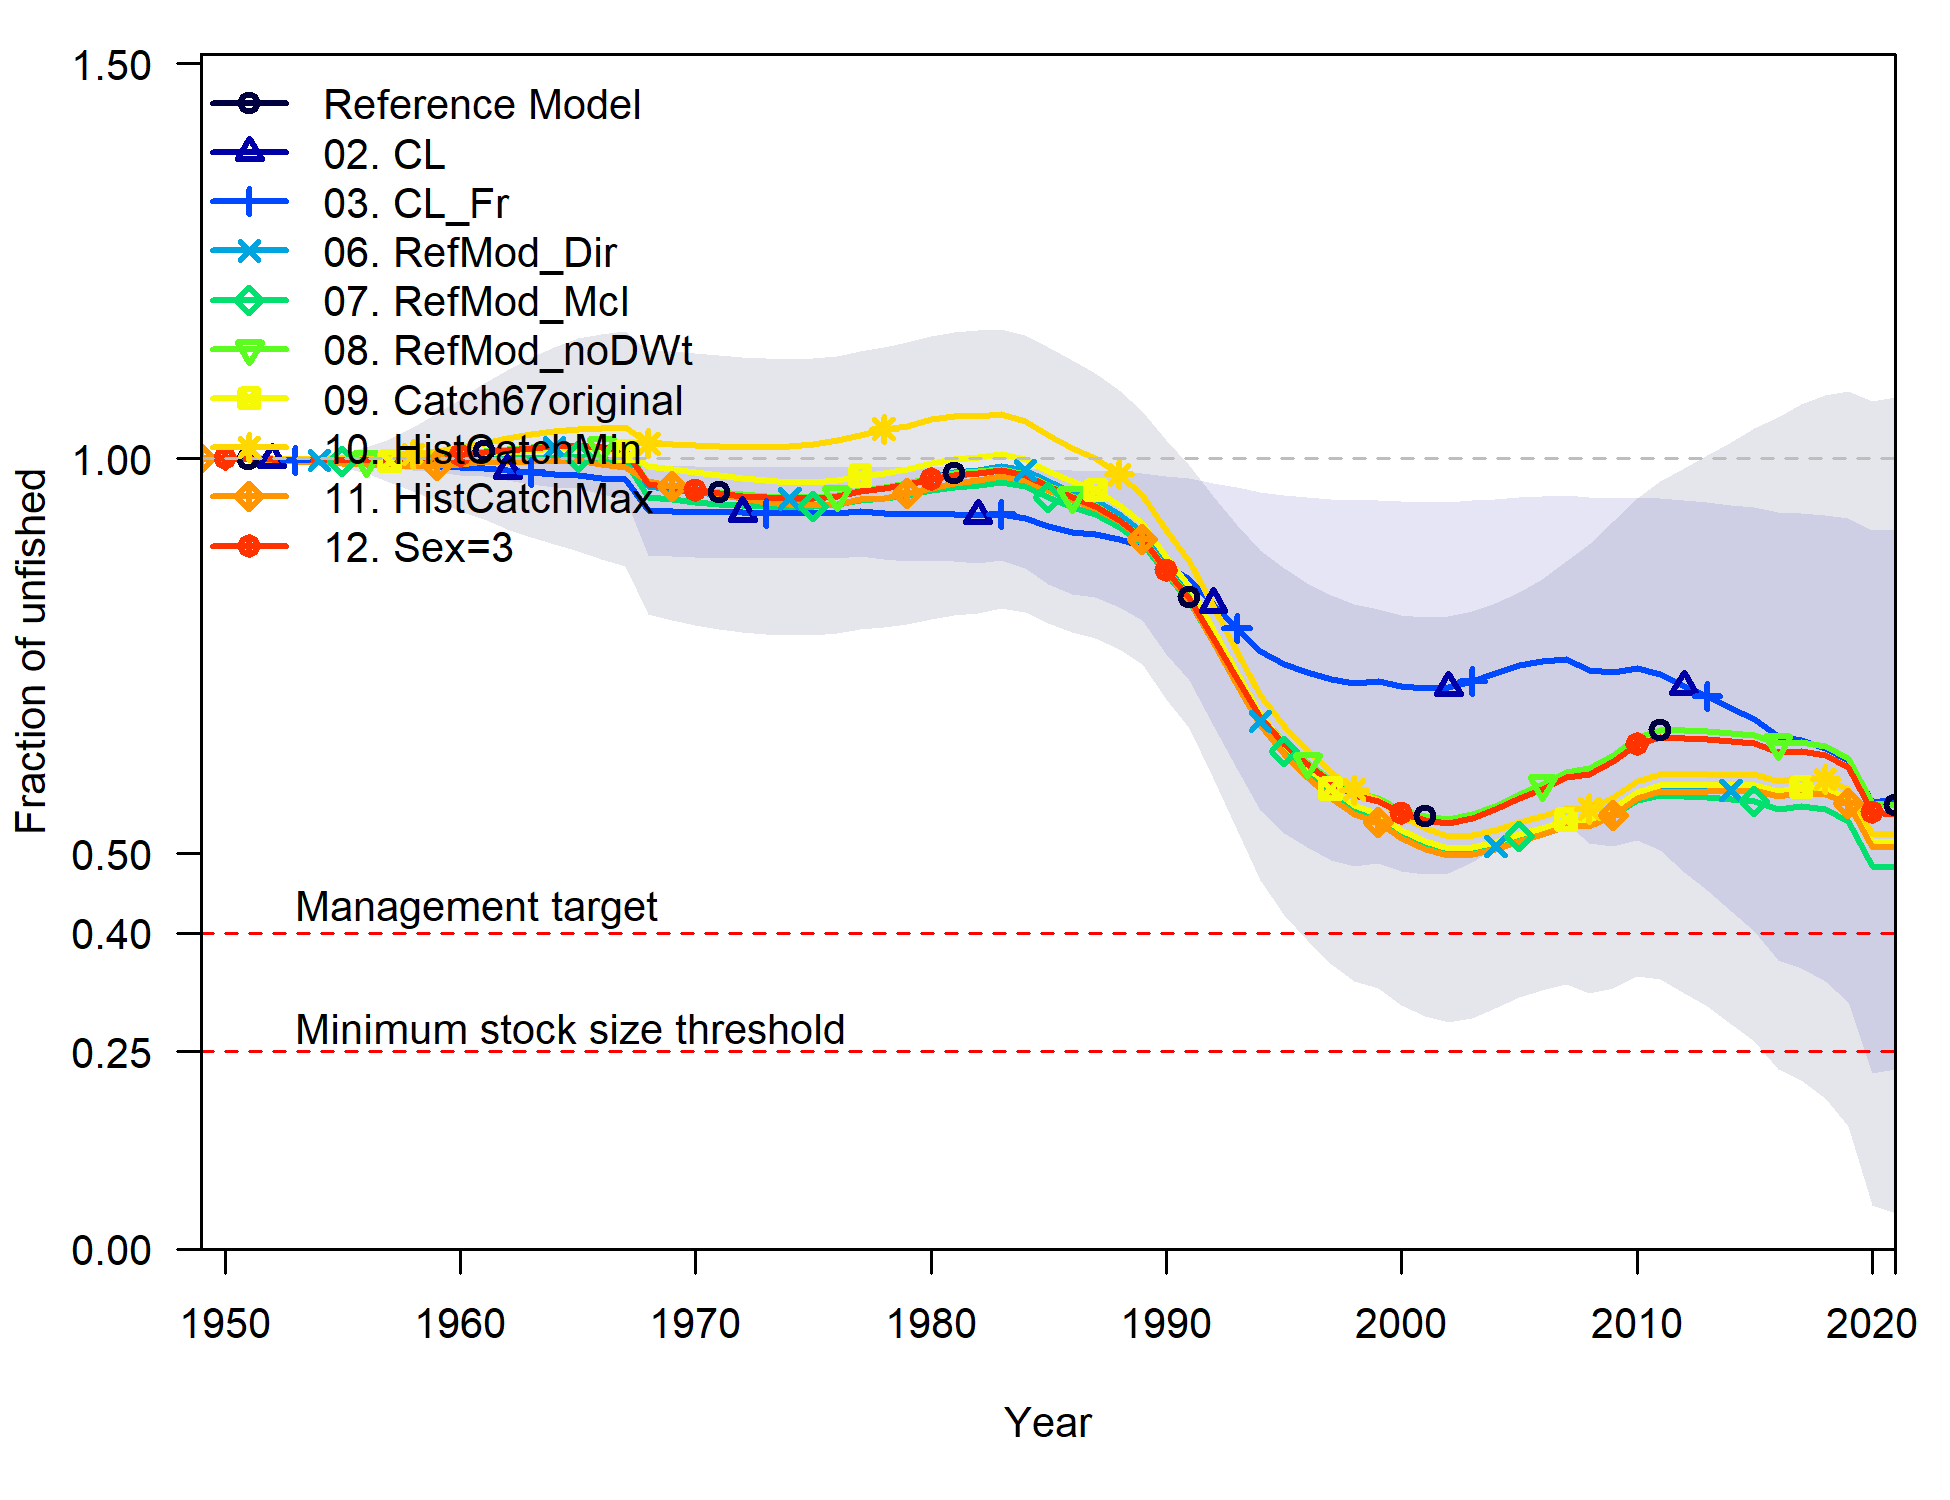 1.50
1.00
0.50
0.40
0.25
0.00
Fraction of unfished
Reference Model
02. CL
03. CL_Fr
06. RefMod_Dir
07. RefMod_Mcl
08. RefMod_noDWt
09. Catch67original
10. HistCatchMin
11. HistCatchMax
12. Sex=3
Management target
Minimum stock size threshold
1950 1960 1970 1980 1990 2000 2010 2020
Year